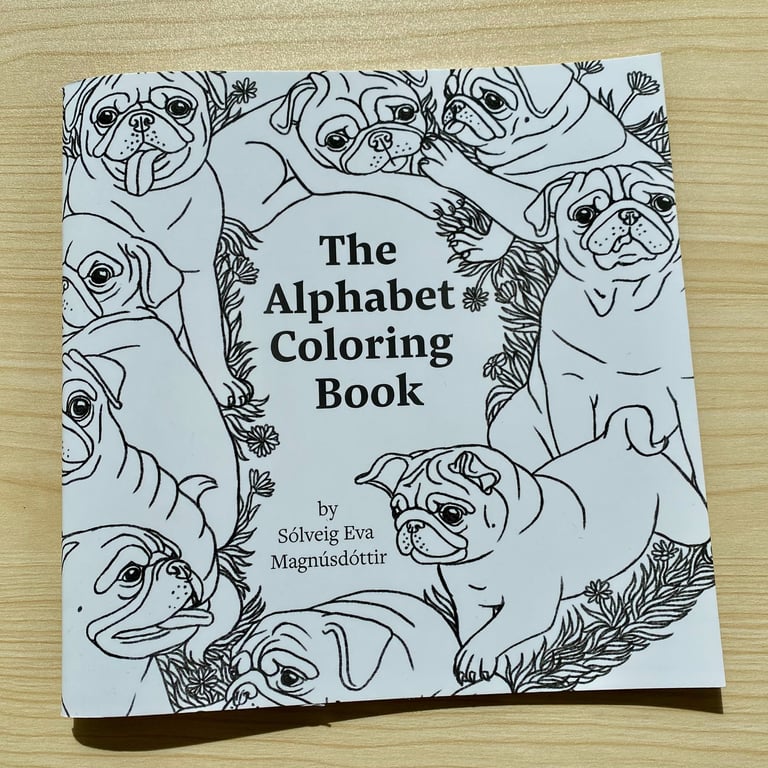 The
Alphabet
Coloring
Book
by
Sólveig Eva
Magnúsdóttir